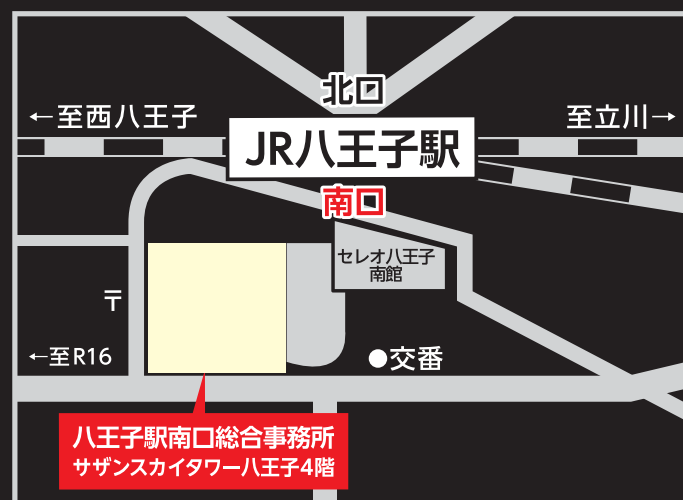 北口
←至西八王子
至立川→
JR八王子駅
南口
セレオ八王子
南館
〒
←至R16
●交番
八王子駅南口総合事務所
サザンスカイタワー八王子4階